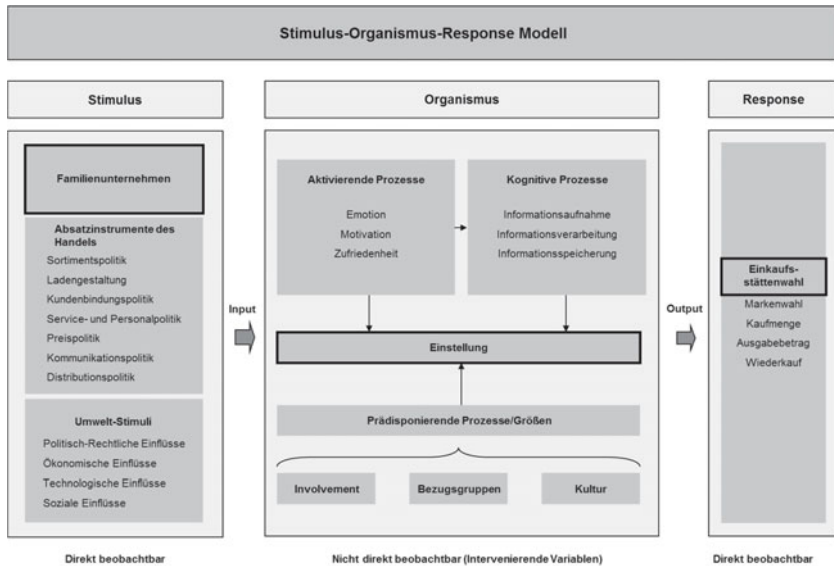 Stimulus-Organismus-Response Modell
Stimulus
Familienunternehmen
Absatzinstrumente des
Handels
Sortimentspolitik
Ladengestaltung
Kundenbindungspolitik
Service- und Personalpolitik
Preispolitik
Kommunikationspolitik
Distributionspolitik
Umwelt-Stimuli
Politisch-Rechtliche Einflüsse
Ökonomische Einflüsse
Technologische Einflüsse
Soziale Einflüsse
Direkt beobachtbar
Input
Organismus
Aktivierende Prozesse
Emotion
Motivation
Zufriedenheit
Kognitive Prozesse
Informationsaufnahme
Informationsverarbeitung
Informationsspeicherung
Einstellung
Prädisponierende Prozesse/Größen
Involvement
Bezugsgruppen
Kultur
Nicht direkt beobachtbar (Intervenierende Variablen)
Output
Response
Einkaufs-
stättenwahl
Markenwahl
Kaufmenge
Ausgabebetrag
Wiederkauf
Direkt beobachtbar